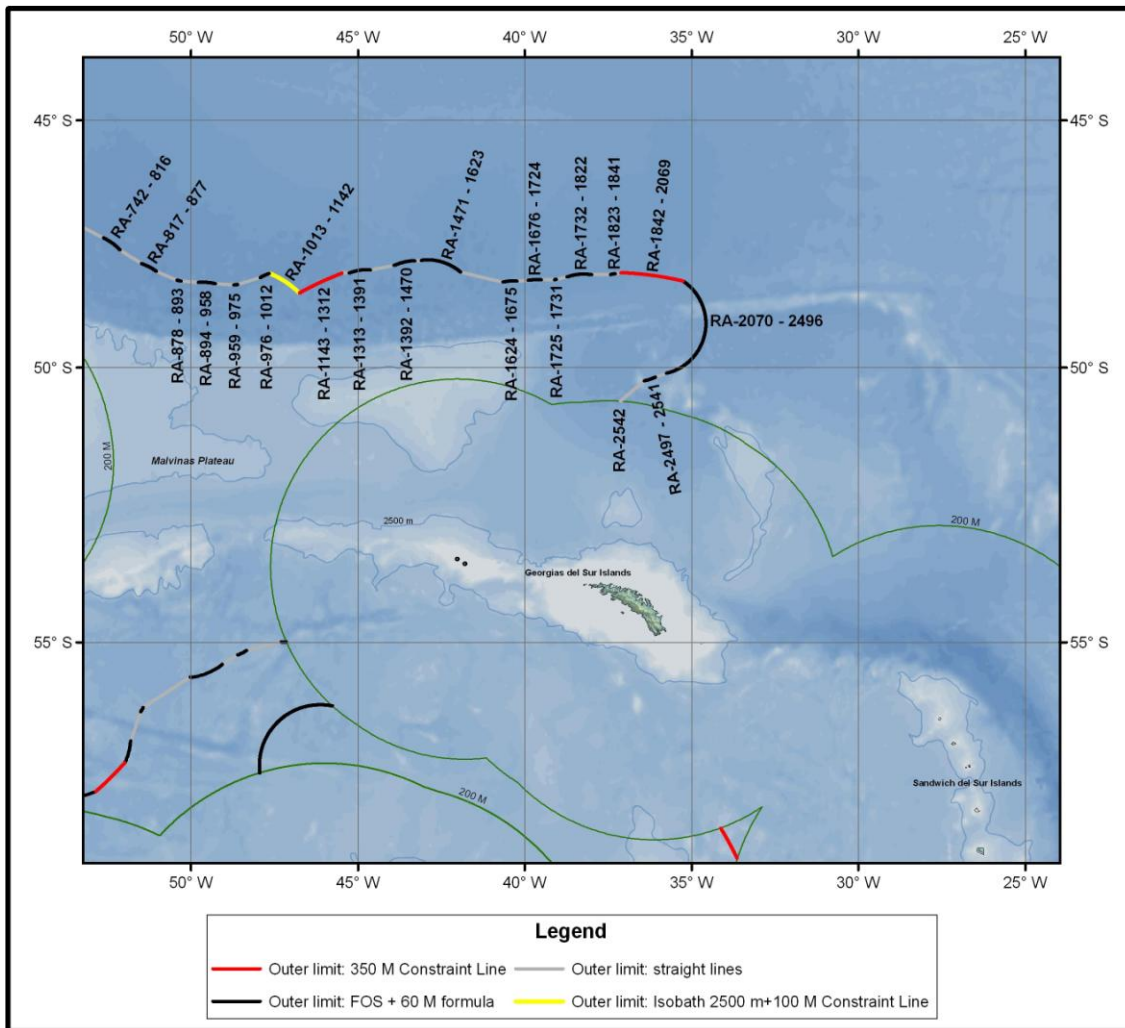 50° W 45° W 40° W 35° W 30° W 25° W
45° S 45° S
RA-742 - 816
RA-817 - 877
RA-1013 - 1142
RA-1471 - 1623
RA-1676 - 1724
RA-1732 - 1822
RA-1823 - 1841
RA-1842 - 2069
RA-878 - 893
RA-894 - 958
RA-959 - 975
RA-976 - 1012
RA-1143 - 1312
RA-1313 - 1391
RA-1392 - 1470
RA-1624 - 1675
RA-1725 - 1731
RA-2070 - 2496
50° S 50° S
RA-2542
RA-2497 - 2541
200 M
Malvinas Plateau
2500 m
200 M
Georgias del Sur Islands
55° S 55° S
Sandwich del Sur Islands
200 M
50° W 45° W 40° W 35° W 30° W 25° W
Legend
Outer limit: 350 M Constraint Line Outer limit: straight lines
Outer limit: FOS + 60 M formula Outer limit: Isobath 2500 m+100 M Constraint Line